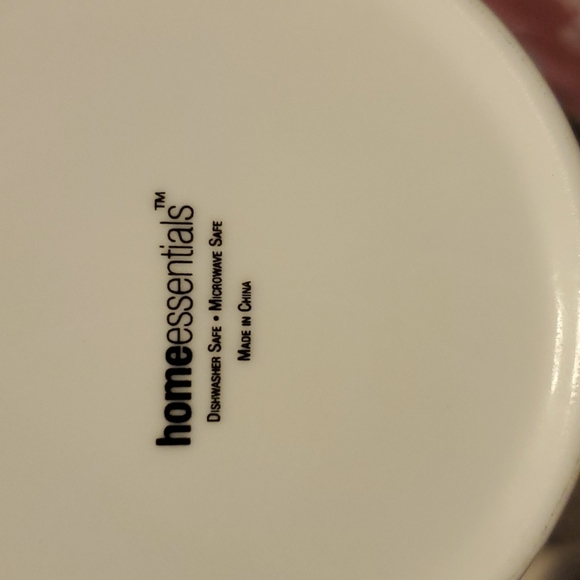 homeessentials™
DISHWASHER SAFE • MICROWAVE SAFE
MADE IN CHINA